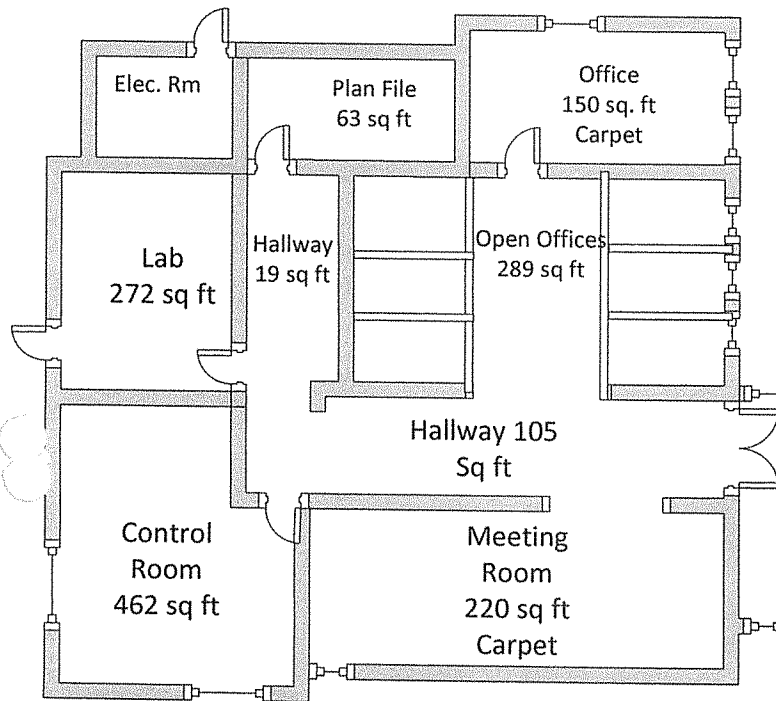 Elec. Rm
Plan File
63 sq ft
Office
150 sq. ft
Carpet
Lab
272 sq ft
Hallway
19 sq ft
Open Offices
289 sq ft
Hallway 105
Sq ft
Control
Room
462 sq ft
Meeting
Room
220 sq ft
Carpet